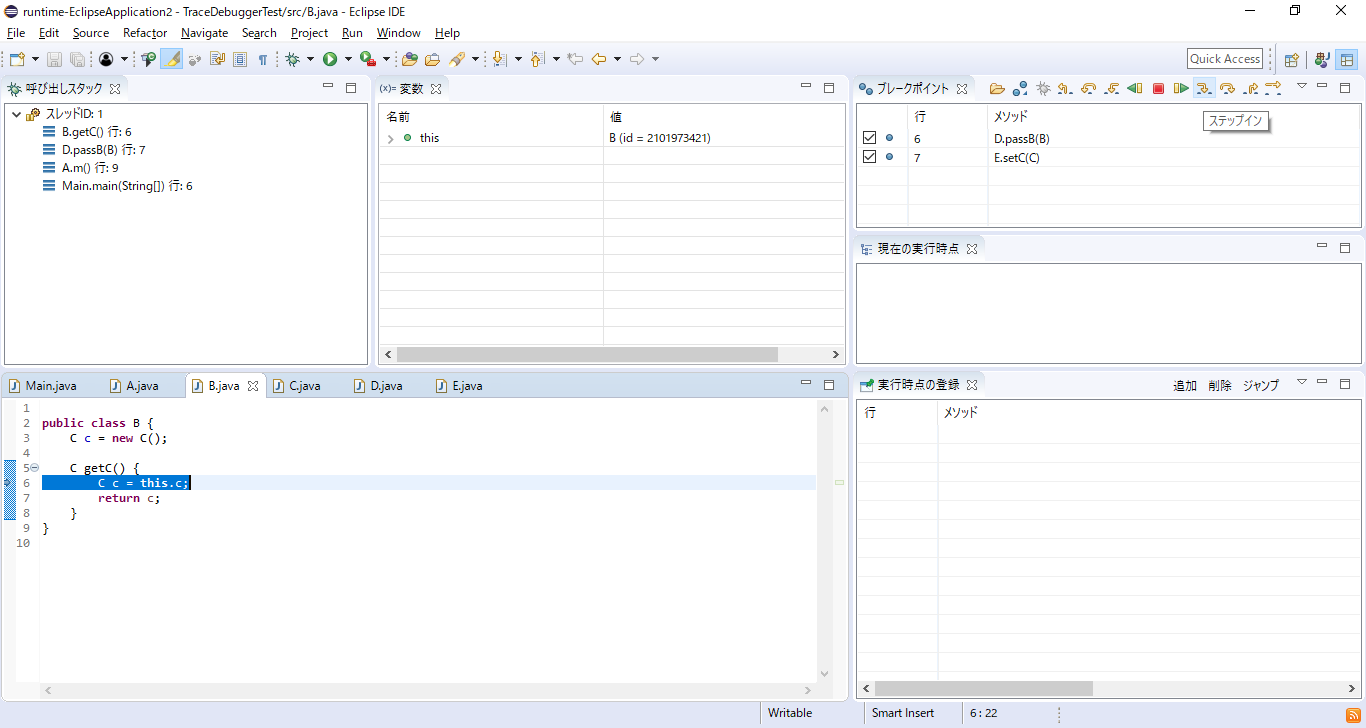 runtime-EclipseApplication2 - TraceDebuggerTest/src/B.java - Eclipse IDE
File Edit Source Refactor Navigate Search Project Run Window Help
Quick Access
呼び出しスタック
スレッドID: 1
B.getC() 行: 6
D.passB(B) 行: 7
A.m() 行: 9
Main.main(String[]) 行: 6
(x)= 変数
名前 値
this B (id = 2101973421)
ブレークポイント
行 メソッド
ステップイン
6 D.passB(B)
7 E.setC(C)
現在の実行時点
Main.java A.java B.java C.java D.java E.java
1
2 public class B {
3 C c = new C();
4
5 C getC() {
6 C c = this.c;
7 return c;
8 }
9 }
10
実行時点の登録 追加 削除 ジャンプ
行 メソッド
Writable Smart Insert 6 : 22